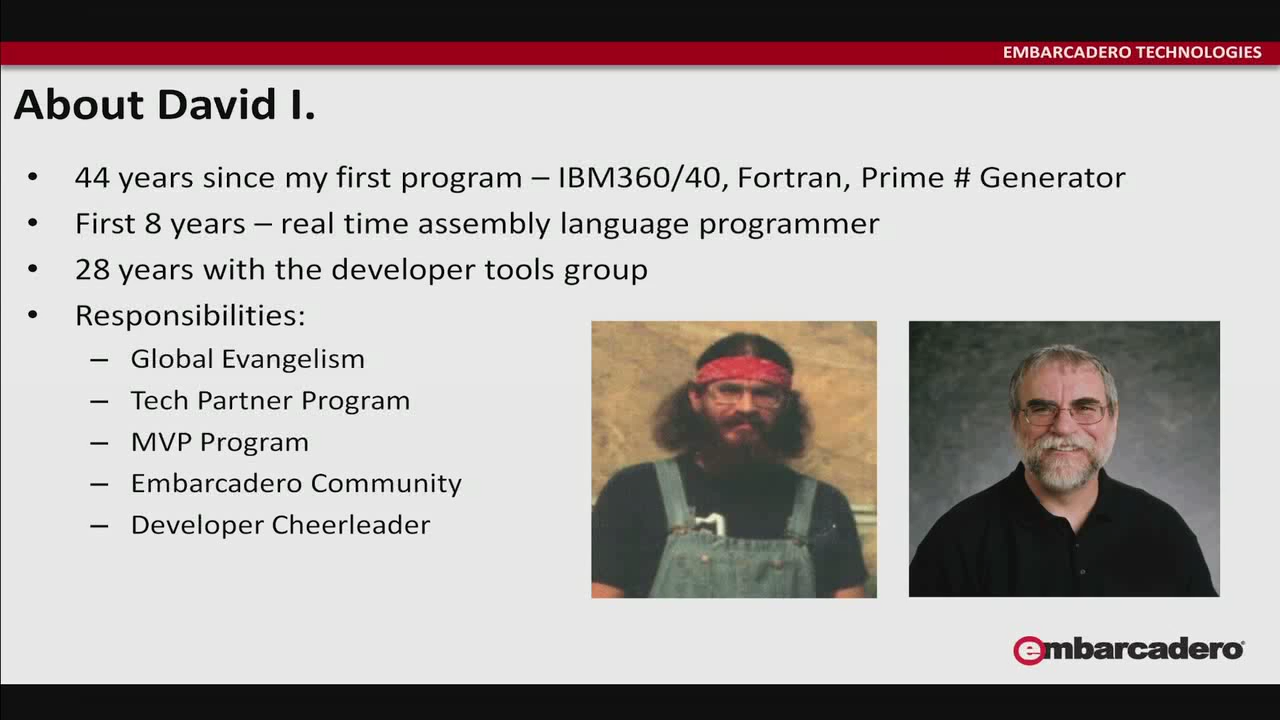 EMBARCADERO TECHNOLOGIES
About David I.
• 44 years since my first program – IBM360/40, Fortran, Prime # Generator
• First 8 years – real time assembly language programmer
• 28 years with the developer tools group
• Responsibilities:
– Global Evangelism
– Tech Partner Program
– MVP Program
– Embarcadero Community
– Developer Cheerleader
embarcadero